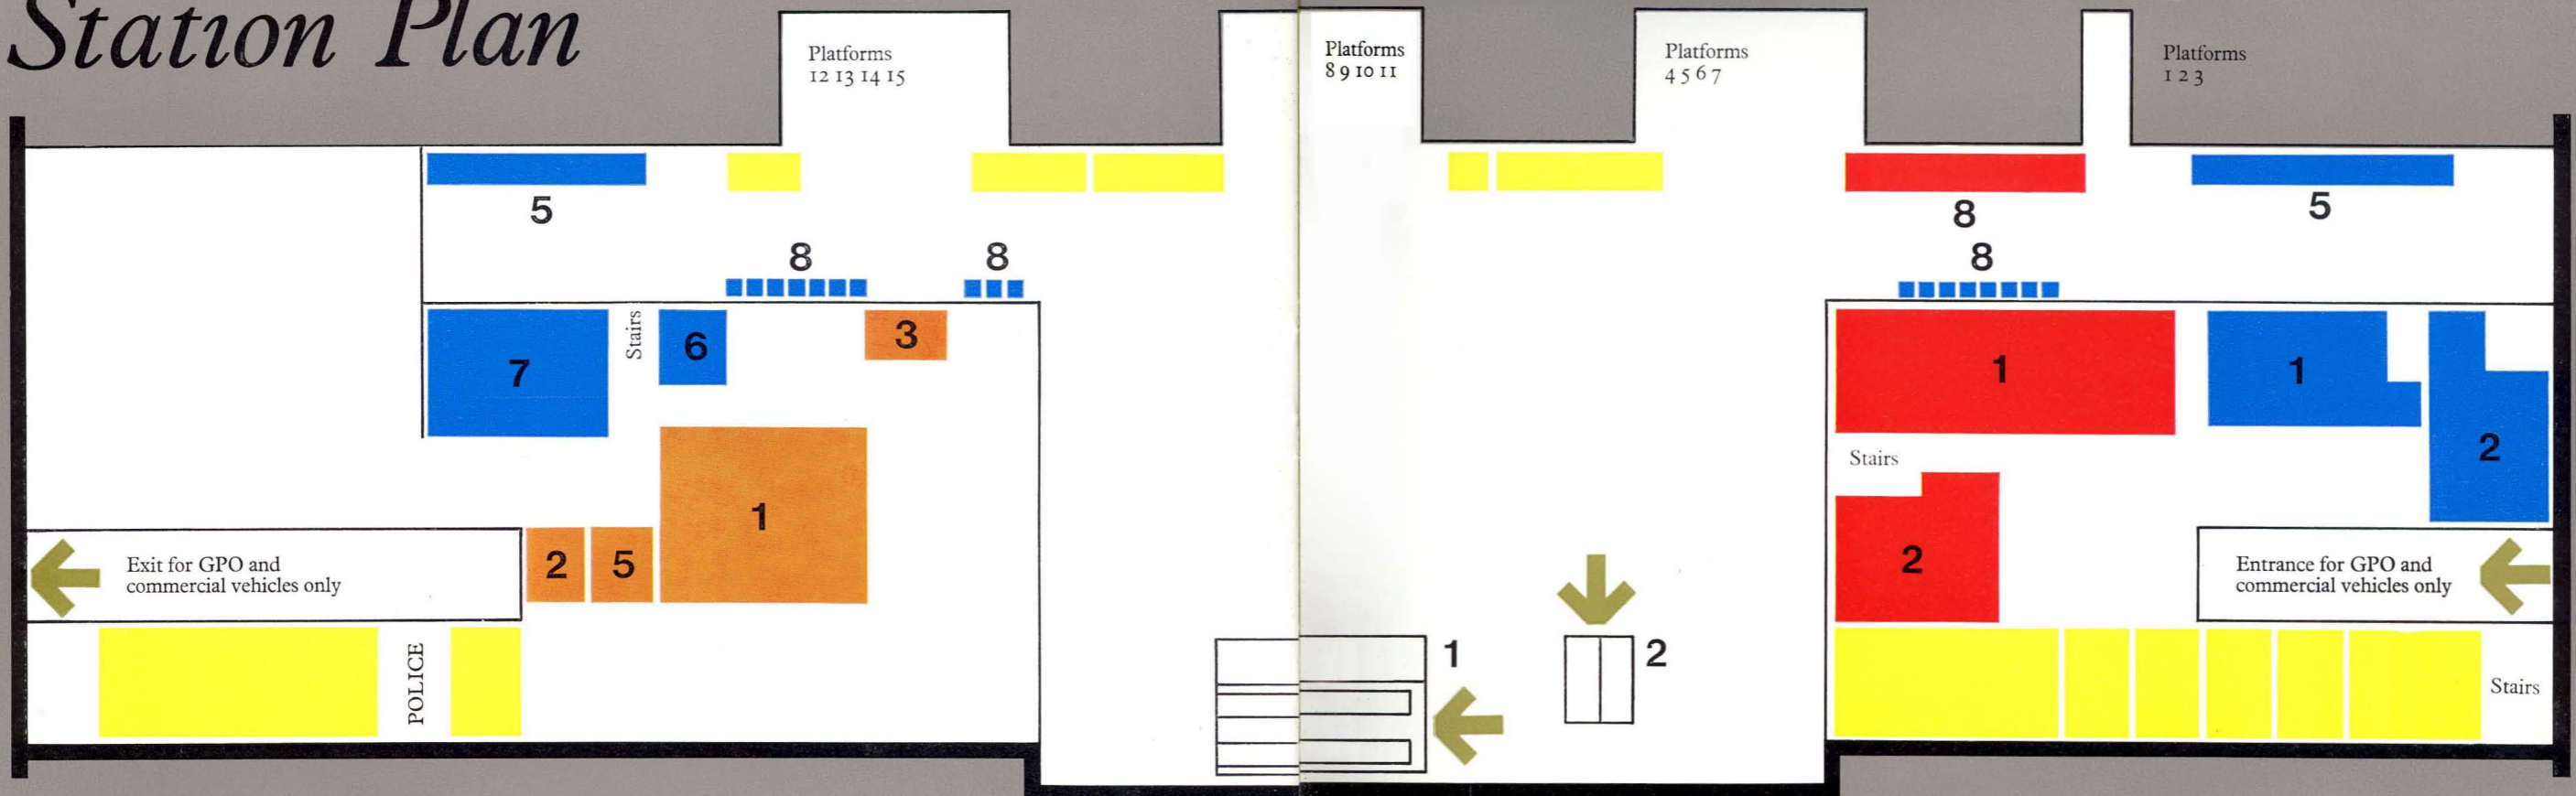 Station Plan
Platforms
12 13 14 15
Platforms
8 9 10 11
Platforms
4 5 6 7
Platforms
1 2 3
5
8
8
8
8
5
7
Stairs
6
3
1
1
2
Stairs
1
2
5
2
Exit for GPO and
commercial vehicles only
Entrance for GPO and
commercial vehicles only
POLICE
1
2
Stairs